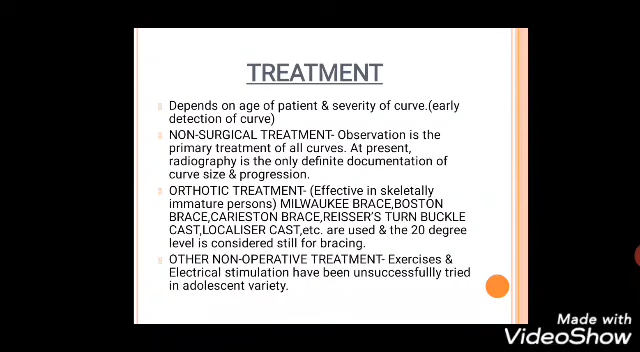 TREATMENT
Depends on age of patient & severity of curve.(early
detection of curve)
NON-SURGICAL TREATMENT- Observation is the
primary treatment of all curves. At present,
radiography is the only definite documentation of
curve size & progression.
ORTHOTIC TREATMENT- (Effective in skeletally
immature persons) MILWAUKEE BRACE,BOSTON
BRACE,CARIESTON BRACE,REISSER'S TURN BUCKLE
CAST,LOCALISER CAST,etc. are used & the 20 degree
level is considered still for bracing.
OTHER NON-OPERATIVE TREATMENT- Exercises &
Electrical stimulation have been unsuccessfullly tried
in adolescent variety.
Made with
VideoShow